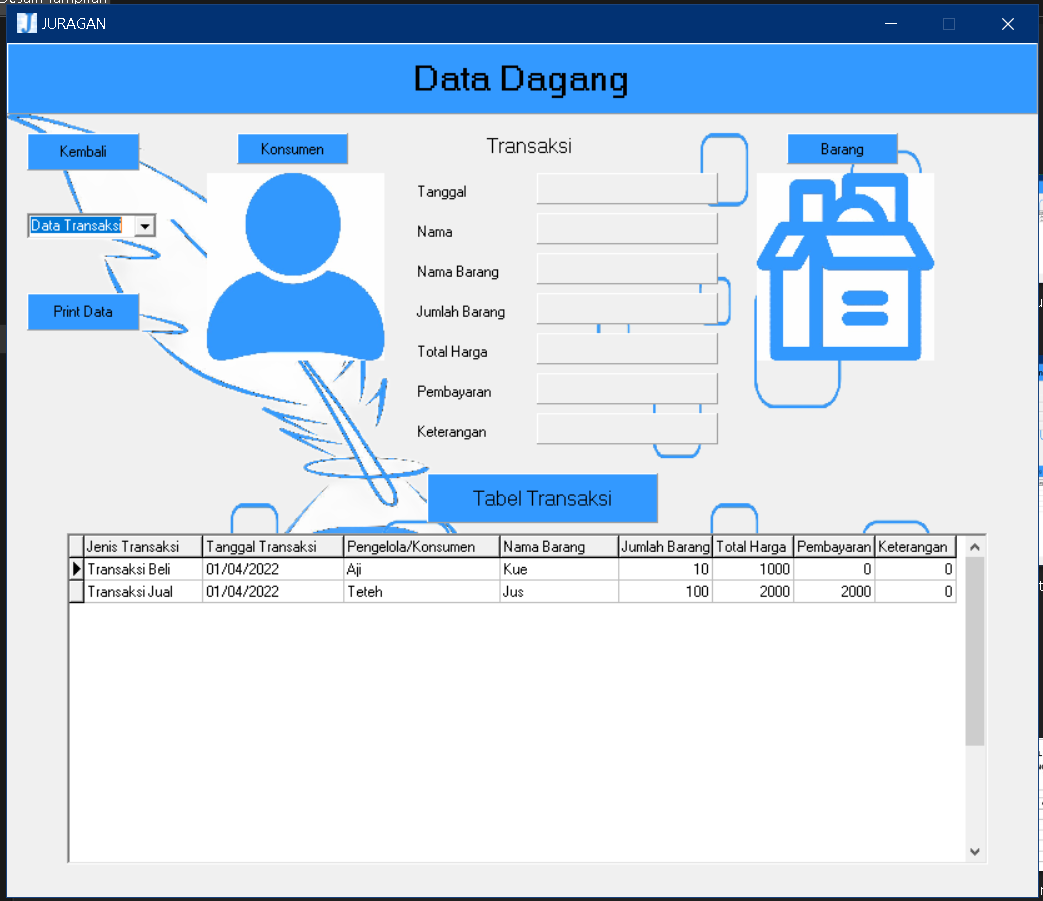 Desain Tampilan
JURAGAN
Data Dagang
Kembali
Konsumen
Transaksi
Barang
Data Transaksi
Print Data
Tanggal
Nama
Nama Barang
Jumlah Barang
Total Harga
Pembayaran
Keterangan
Tabel Transaksi
Jenis Transaksi Tanggal Transaksi Pengelola/Konsumen Nama Barang Jumlah Barang Total Harga Pembayaran Keterangan
Transaksi Beli 01/04/2022 Aji Kue 10 1000 0 0
Transaksi Jual 01/04/2022 Teteh Jus 100 2000 2000 0